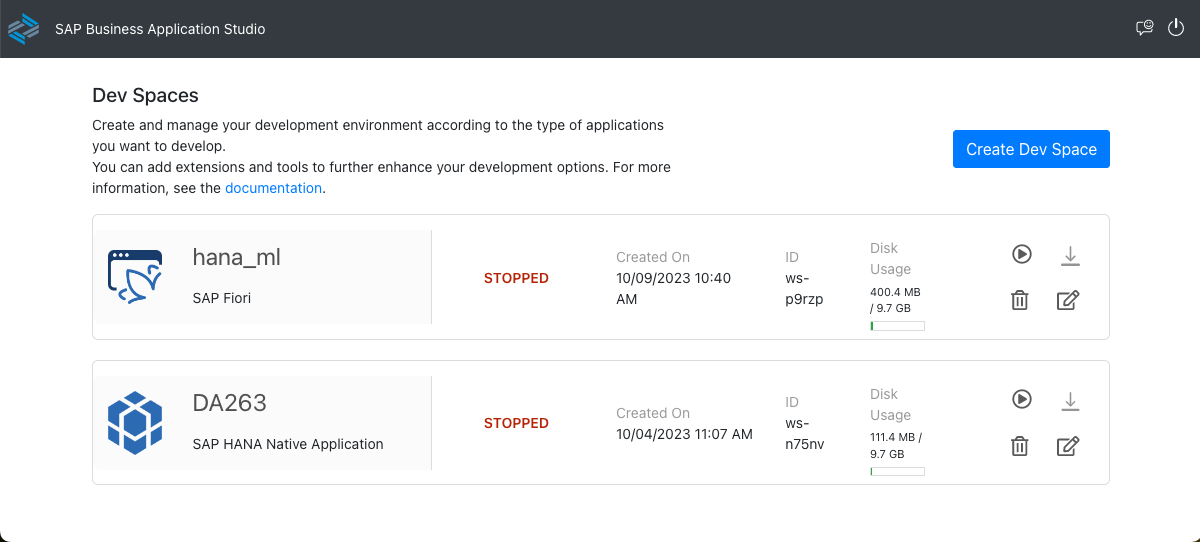 SAP Business Application Studio
Dev Spaces
Create and manage your development environment according to the type of applications
you want to develop.
You can add extensions and tools to further enhance your development options. For more
information, see the documentation.
Create Dev Space
hana_ml
SAP Fiori
STOPPED
Created On
10/09/2023 10:40
AM
ID
ws-
p9rzp
Disk
Usage
400.4 MB
/ 9.7 GB
DA263
SAP HANA Native Application
STOPPED
Created On
10/04/2023 11:07 AM
ID
ws-
n75nv
Disk
Usage
111.4 MB /
9.7 GB